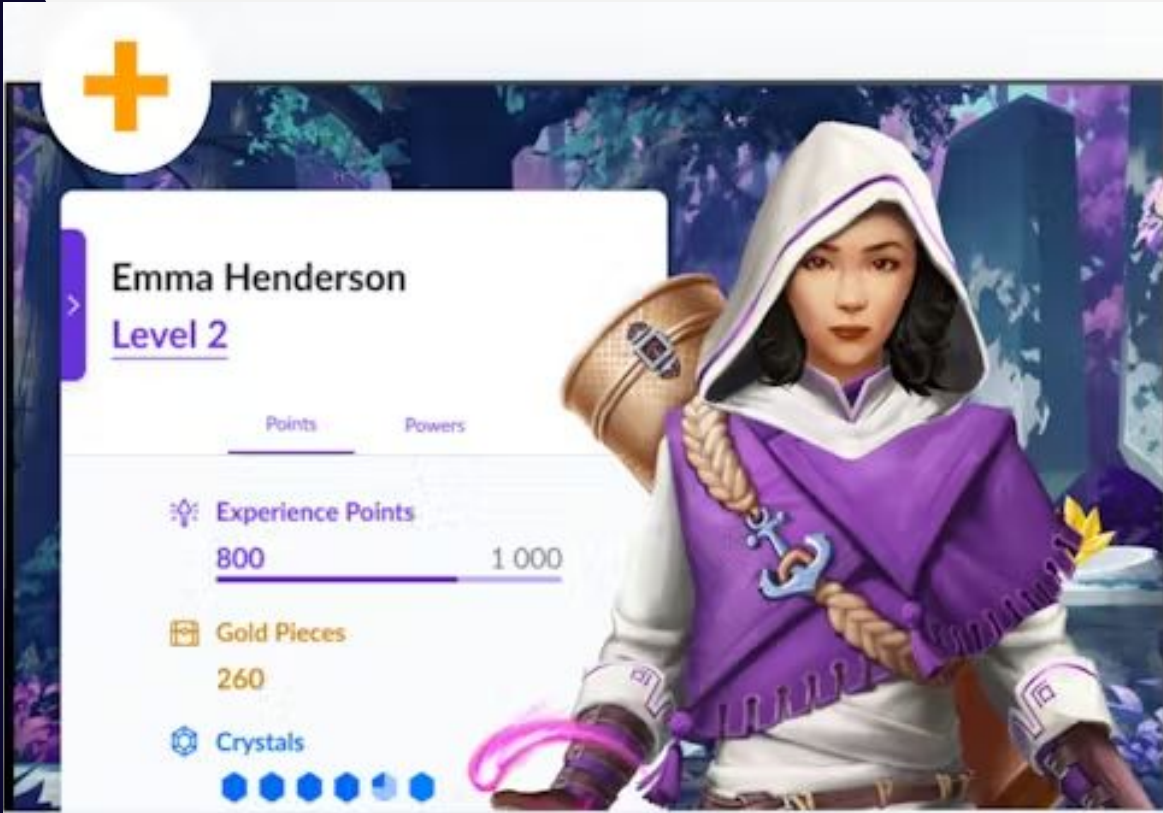 Emma Henderson
Level 2
Points Powers
Experience Points
800 1 000
Gold Pieces
260
Crystals